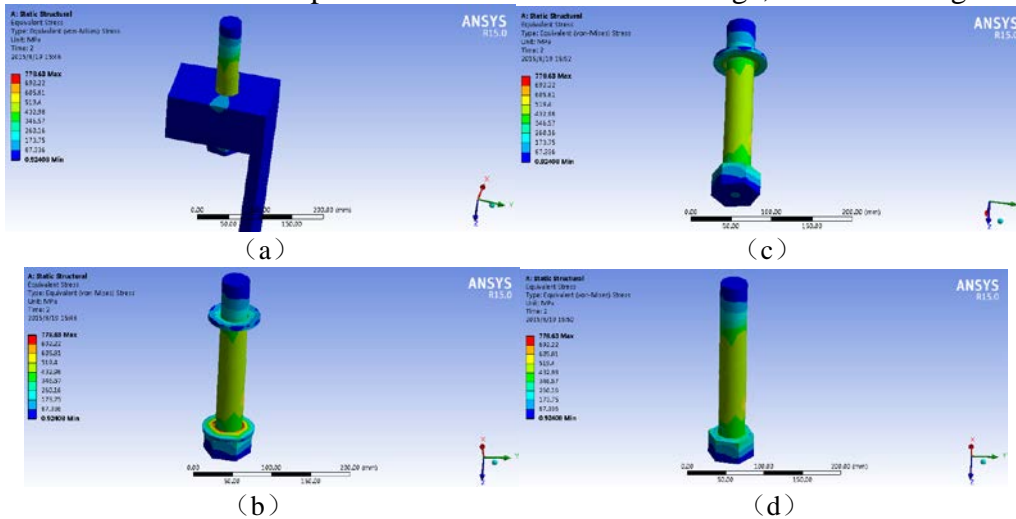 A: Static Structural
Equivalent Stress
Type: Equivalent (von-Mises) Stress
Unit: MPa
Time: 2
ANSYS
R15.0
778.63 Max
692.22
605.81
519.4
432.98
346.57
260.16
173.75
87.336
0.92408 Min
0.00
200.00 (mm)
50.00
150.00
X
Y
Z
（a）
A: Static Structural
Equivalent Stress
Type: Equivalent (von-Mises) Stress
Unit: MPa
Time: 2
ANSYS
R15.0
778.63 Max
692.22
605.81
519.4
432.98
346.57
260.16
173.75
87.336
0.92408 Min
0.00
100.00
200.00 (mm)
50.00
150.00
Y
Z
（c）
A: Static Structural
Equivalent Stress
Type: Equivalent (von-Mises) Stress
Unit: MPa
Time: 2
ANSYS
R15.0
778.63 Max
692.22
605.81
519.4
432.98
346.57
260.16
173.75
87.336
0.92408 Min
0.00
100.00
200.00 (mm)
50.00
150.00
X
Y
Z
（b）
A: Static Structural
Equivalent Stress
Type: Equivalent (von-Mises) Stress
Unit: MPa
Time: 2
ANSYS
R15.0
778.63 Max
692.22
605.81
519.4
432.98
346.57
260.16
173.75
87.336
0.92408 Min
0.00
100.00
200.00 (mm)
50.00
150.00
X
Y
Z
（d）